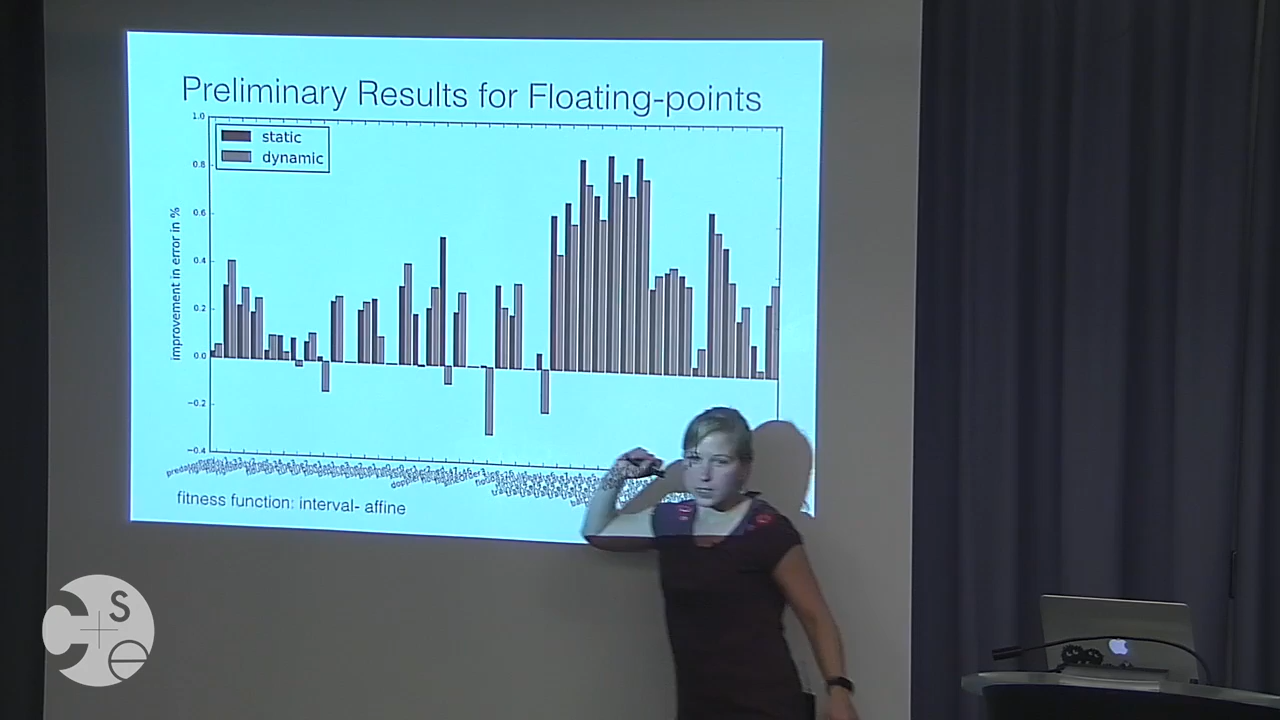 Preliminary Results for Floating-points
1.0
static
dynamic
0.8
0.6
0.4
0.2
0.0
−0.2
−0.4
improvement in error in %
fitness function: interval- affine
C + s e